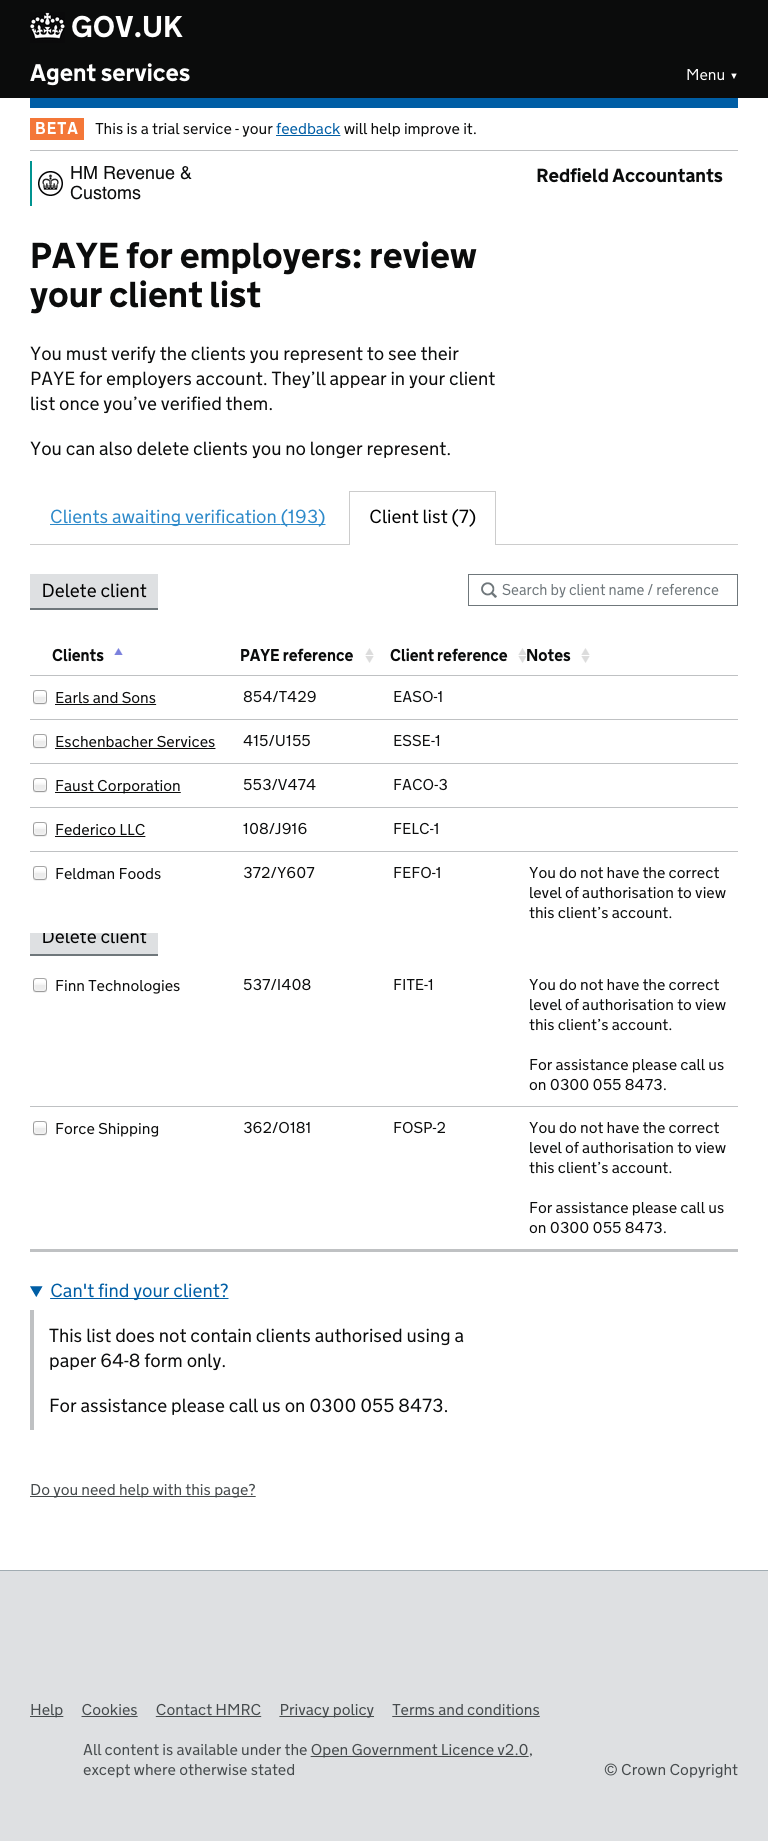 GOV.UK
Agent services
Menu ▼
BETA This is a trial service - your feedback will help improve it.
HM Revenue &
Customs
Redfield Accountants
PAYE for employers: review
your client list
You must verify the clients you represent to see their
PAYE for employers account. They’ll appear in your client
list once you’ve verified them.
You can also delete clients you no longer represent.
Clients awaiting verification (193) Client list (7)
Delete client Search by client name / reference
Clients PAYE reference Client reference Notes
Earls and Sons 854/T429 EASO-1
Eschenbacher Services 415/U155 ESSE-1
Faust Corporation 553/V474 FACO-3
Federico LLC 108/J916 FELC-1
Feldman Foods 372/Y607 FEFO-1 You do not have the correct
level of authorisation to view
this client’s account.
Delete client
Finn Technologies 537/I408 FITE-1 You do not have the correct
level of authorisation to view
this client’s account.
For assistance please call us
on 0300 055 8473.
Force Shipping 362/O181 FOSP-2 You do not have the correct
level of authorisation to view
this client’s account.
For assistance please call us
on 0300 055 8473.
▼ Can't find your client?
This list does not contain clients authorised using a
paper 64-8 form only.
For assistance please call us on 0300 055 8473.
Do you need help with this page?
Help Cookies Contact HMRC Privacy policy Terms and conditions
All content is available under the Open Government Licence v2.0,
except where otherwise stated
© Crown Copyright